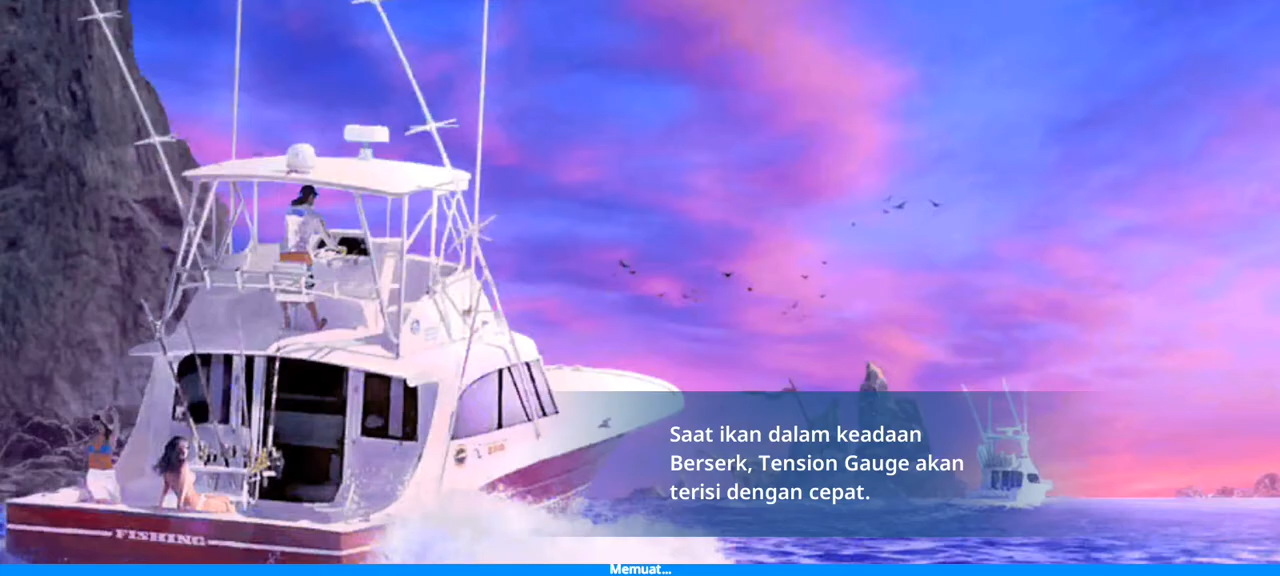 FISHING
Saat ikan dalam keadaan
Berserk, Tension Gauge akan
terisi dengan cepat.
Memuat...